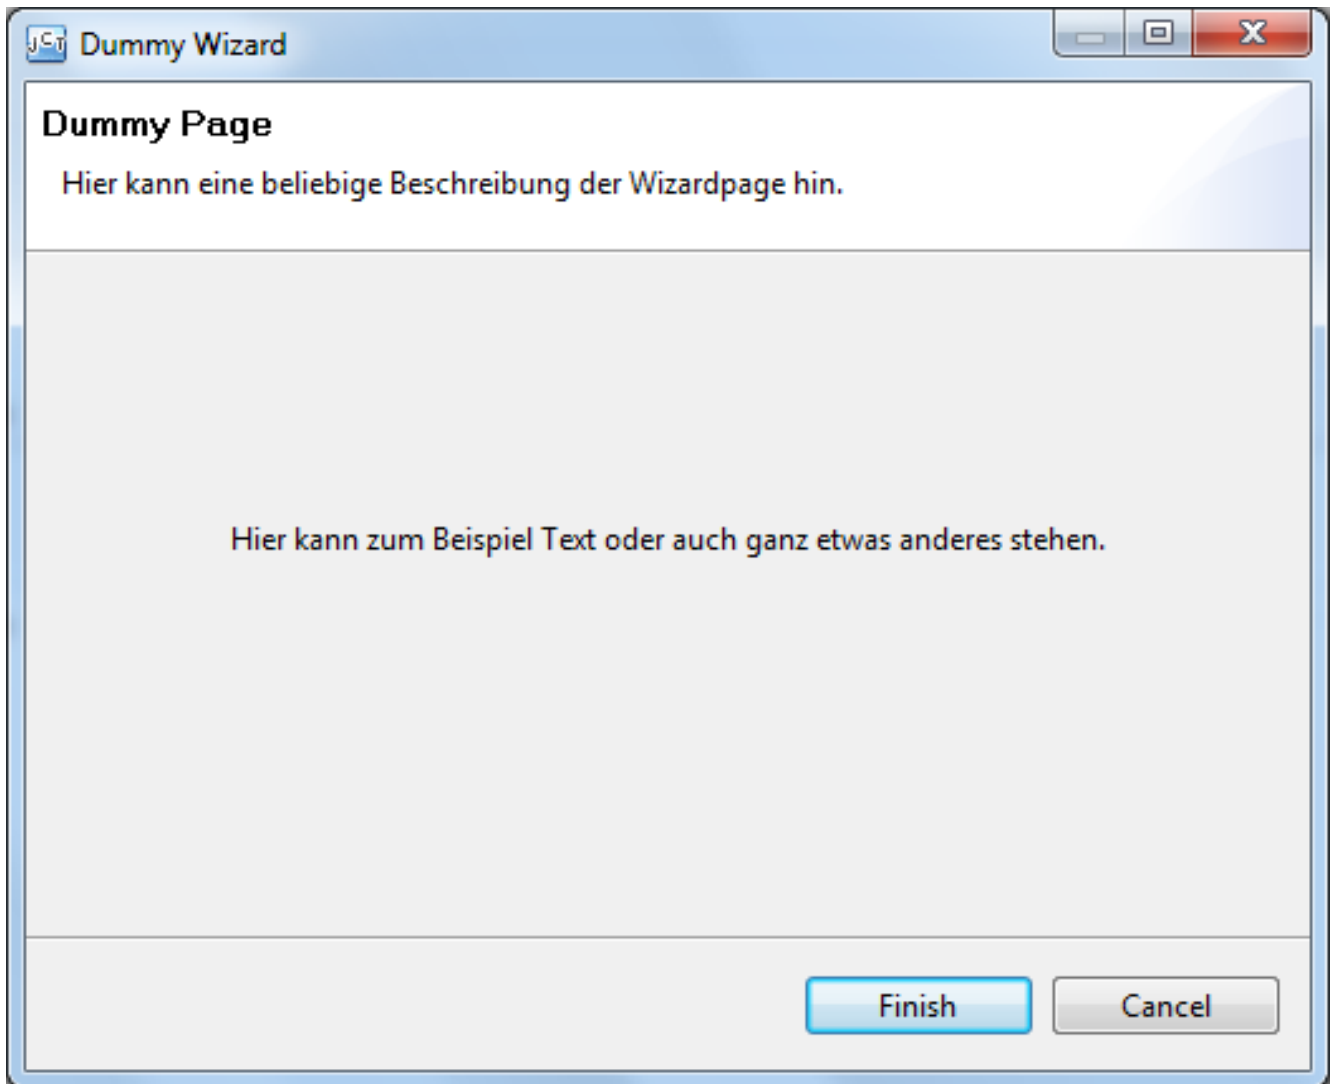 JCT Dummy Wizard
Dummy Page
Hier kann eine beliebige Beschreibung der Wizardpage hin.
Hier kann zum Beispiel Text oder auch ganz etwas anderes stehen.
Finish Cancel